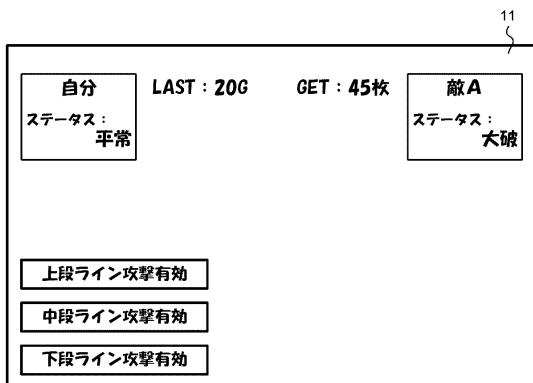 11
自分
ステータス：
平常
LAST：20G
GET：45枚
敵A
ステータス：
大破
上段ライン攻撃有効
中段ライン攻撃有効
下段ライン攻撃有効